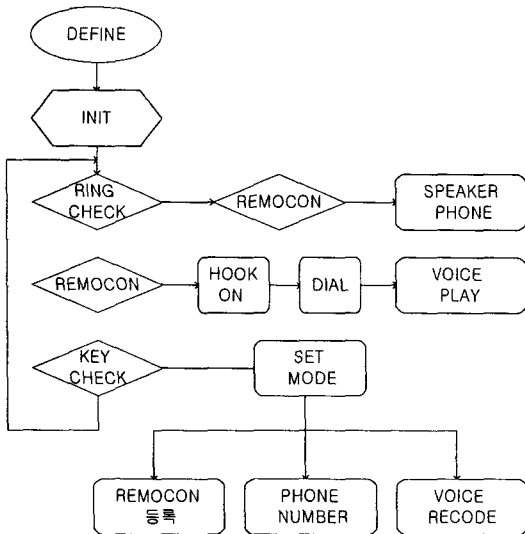 DEFINE
INIT
RING
CHECK
REMOCON
SPEAKER
PHONE
REMOCON
HOOK
ON
DIAL
VOICE
PLAY
KEY
CHECK
SET
MODE
REMOCON
등록
PHONE
NUMBER
VOICE
RECODE